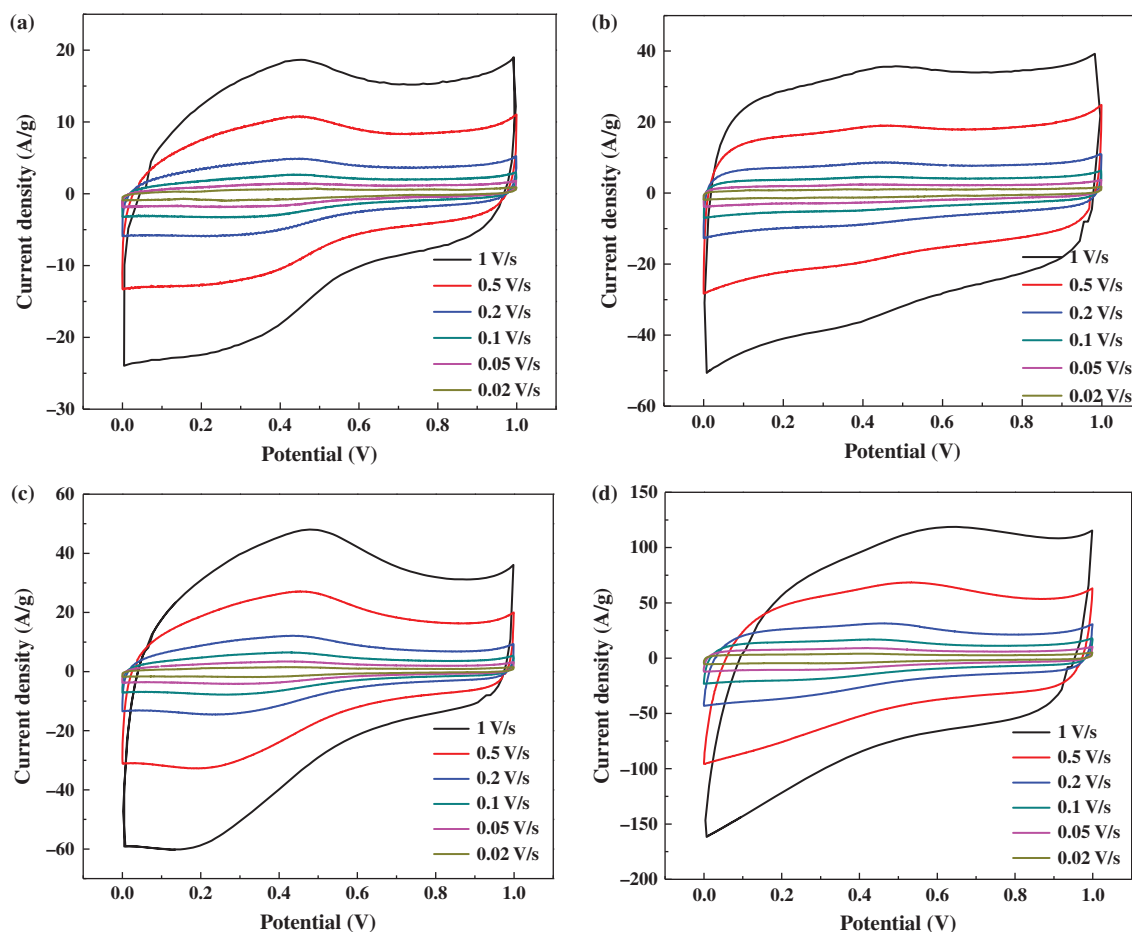 (a)
20
10
0
−10
−20
−30
Current density (A/g)
1 V/s
0.5 V/s
0.2 V/s
0.1 V/s
0.05 V/s
0.02 V/s
0.0 0.2 0.4 0.6 0.8 1.0
Potential (V)
(b)
40
20
0
−20
−40
−60
Current density (A/g)
1 V/s
0.5 V/s
0.2 V/s
0.1 V/s
0.05 V/s
0.02 V/s
0.0 0.2 0.4 0.6 0.8 1.0
Potential (V)
(c)
60
40
20
0
−20
−40
−60
Current density (A/g)
1 V/s
0.5 V/s
0.2 V/s
0.1 V/s
0.05 V/s
0.02 V/s
0.0 0.2 0.4 0.6 0.8 1.0
Potential (V)
(d)
150
100
50
0
−50
−100
−150
−200
Current density (A/g)
1 V/s
0.5 V/s
0.2 V/s
0.1 V/s
0.05 V/s
0.02 V/s
0.0 0.2 0.4 0.6 0.8 1.0
Potential (V)